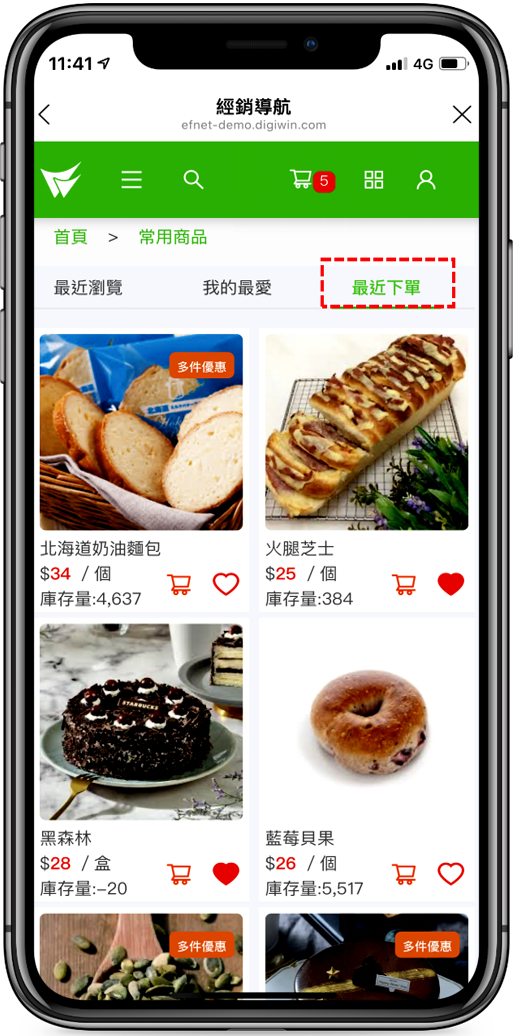 11:41
4G
經銷導航
efnet-demo.digiwin.com
5
首頁 > 常用商品
最近瀏覽 我的最愛 最近下單
多件優惠
北海道
北海道奶油麵包
$34 / 個
庫存量:4,637
火腿芝士
$25 / 個
庫存量:384
STARBUCKS
黑森林
$28 / 盒
庫存量:-20
藍莓貝果
$26 / 個
庫存量:5,517
多件優惠
多件優惠